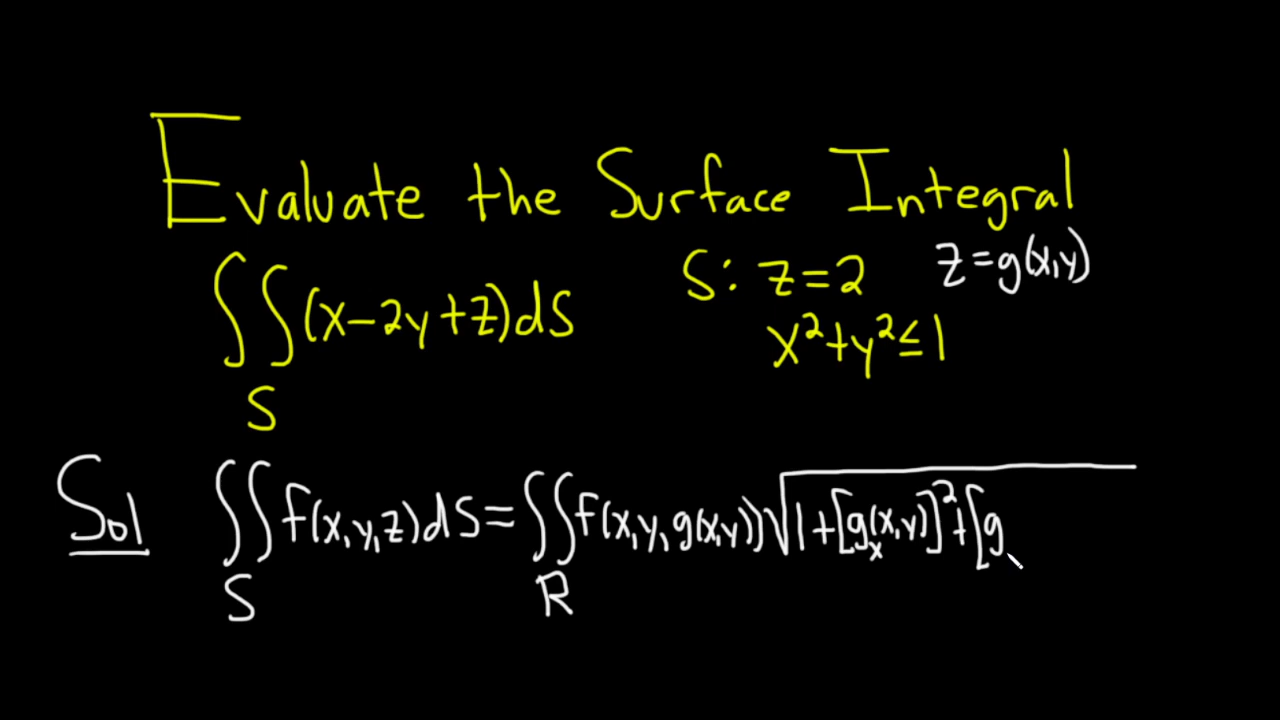 Evaluate the Surface Integral
∫∫(x-2y+z)dS S: z=2 z=g(x,y)
S x²+y²≤1
Sol ∫∫f(x,y,z)dS=∫∫f(x,y,g(x,y))√1+[gₓ(x,y)]²+[g
S R